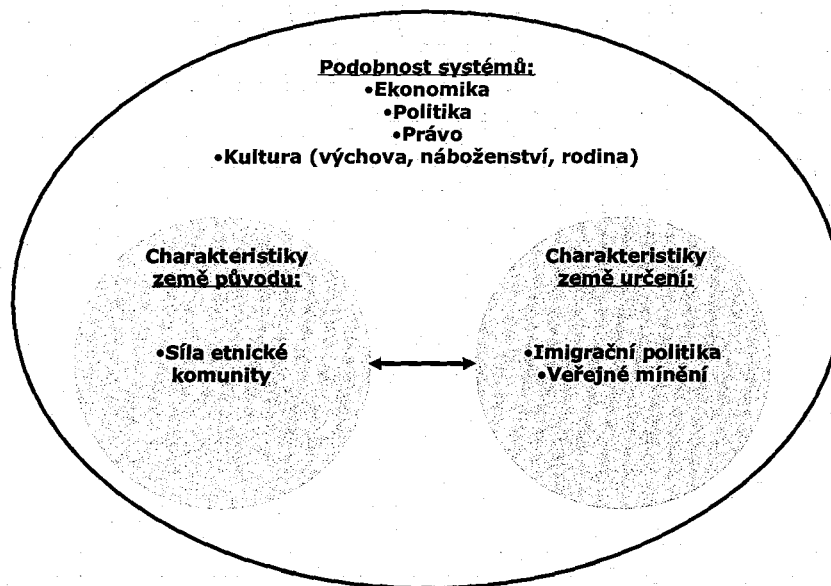 Podobnost systémů:
•Ekonomika
•Politika
•Právo
•Kultura (výchova, náboženství, rodina)
Charakteristiky
země původu:
•Síla etnické
komunity
Charakteristiky
země určení:
•Imigrační politika
•Veřejné mínění